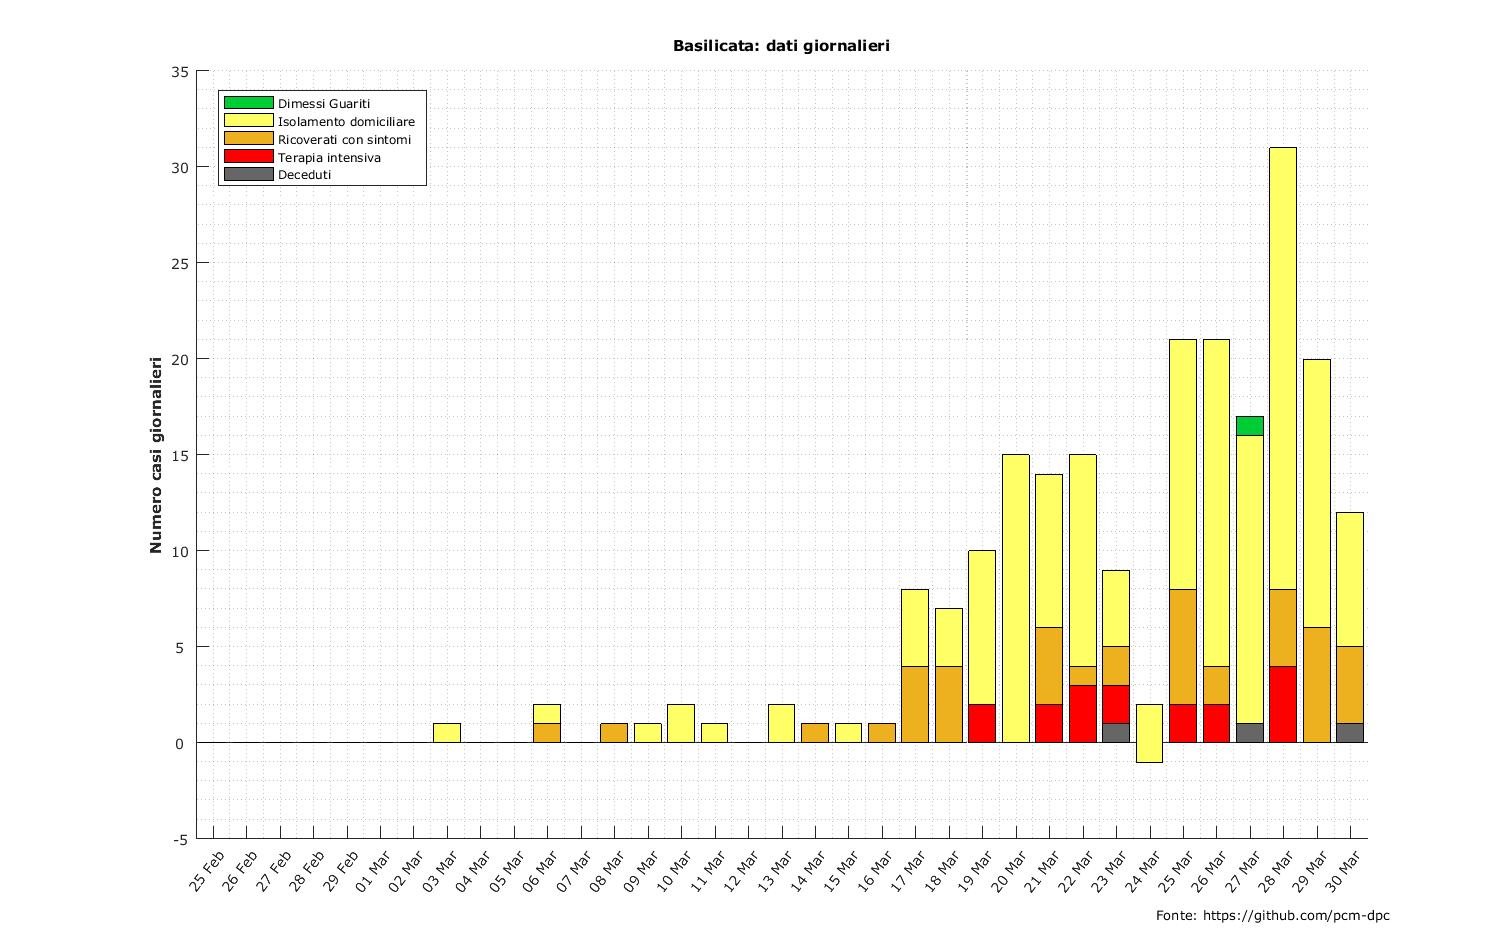 Basilicata: dati giornalieri
35
30
25
20
15
10
5
0
-5
Numero casi giornalieri
Dimessi Guariti
Isolamento domiciliare
Ricoverati con sintomi
Terapia intensiva
Deceduti
25 Feb
26 Feb
27 Feb
28 Feb
29 Feb
01 Mar
02 Mar
03 Mar
04 Mar
05 Mar
06 Mar
07 Mar
08 Mar
09 Mar
10 Mar
11 Mar
12 Mar
13 Mar
14 Mar
15 Mar
16 Mar
17 Mar
18 Mar
19 Mar
20 Mar
21 Mar
22 Mar
23 Mar
24 Mar
25 Mar
26 Mar
27 Mar
28 Mar
29 Mar
30 Mar
Fonte: https://github.com/pcm-dpc